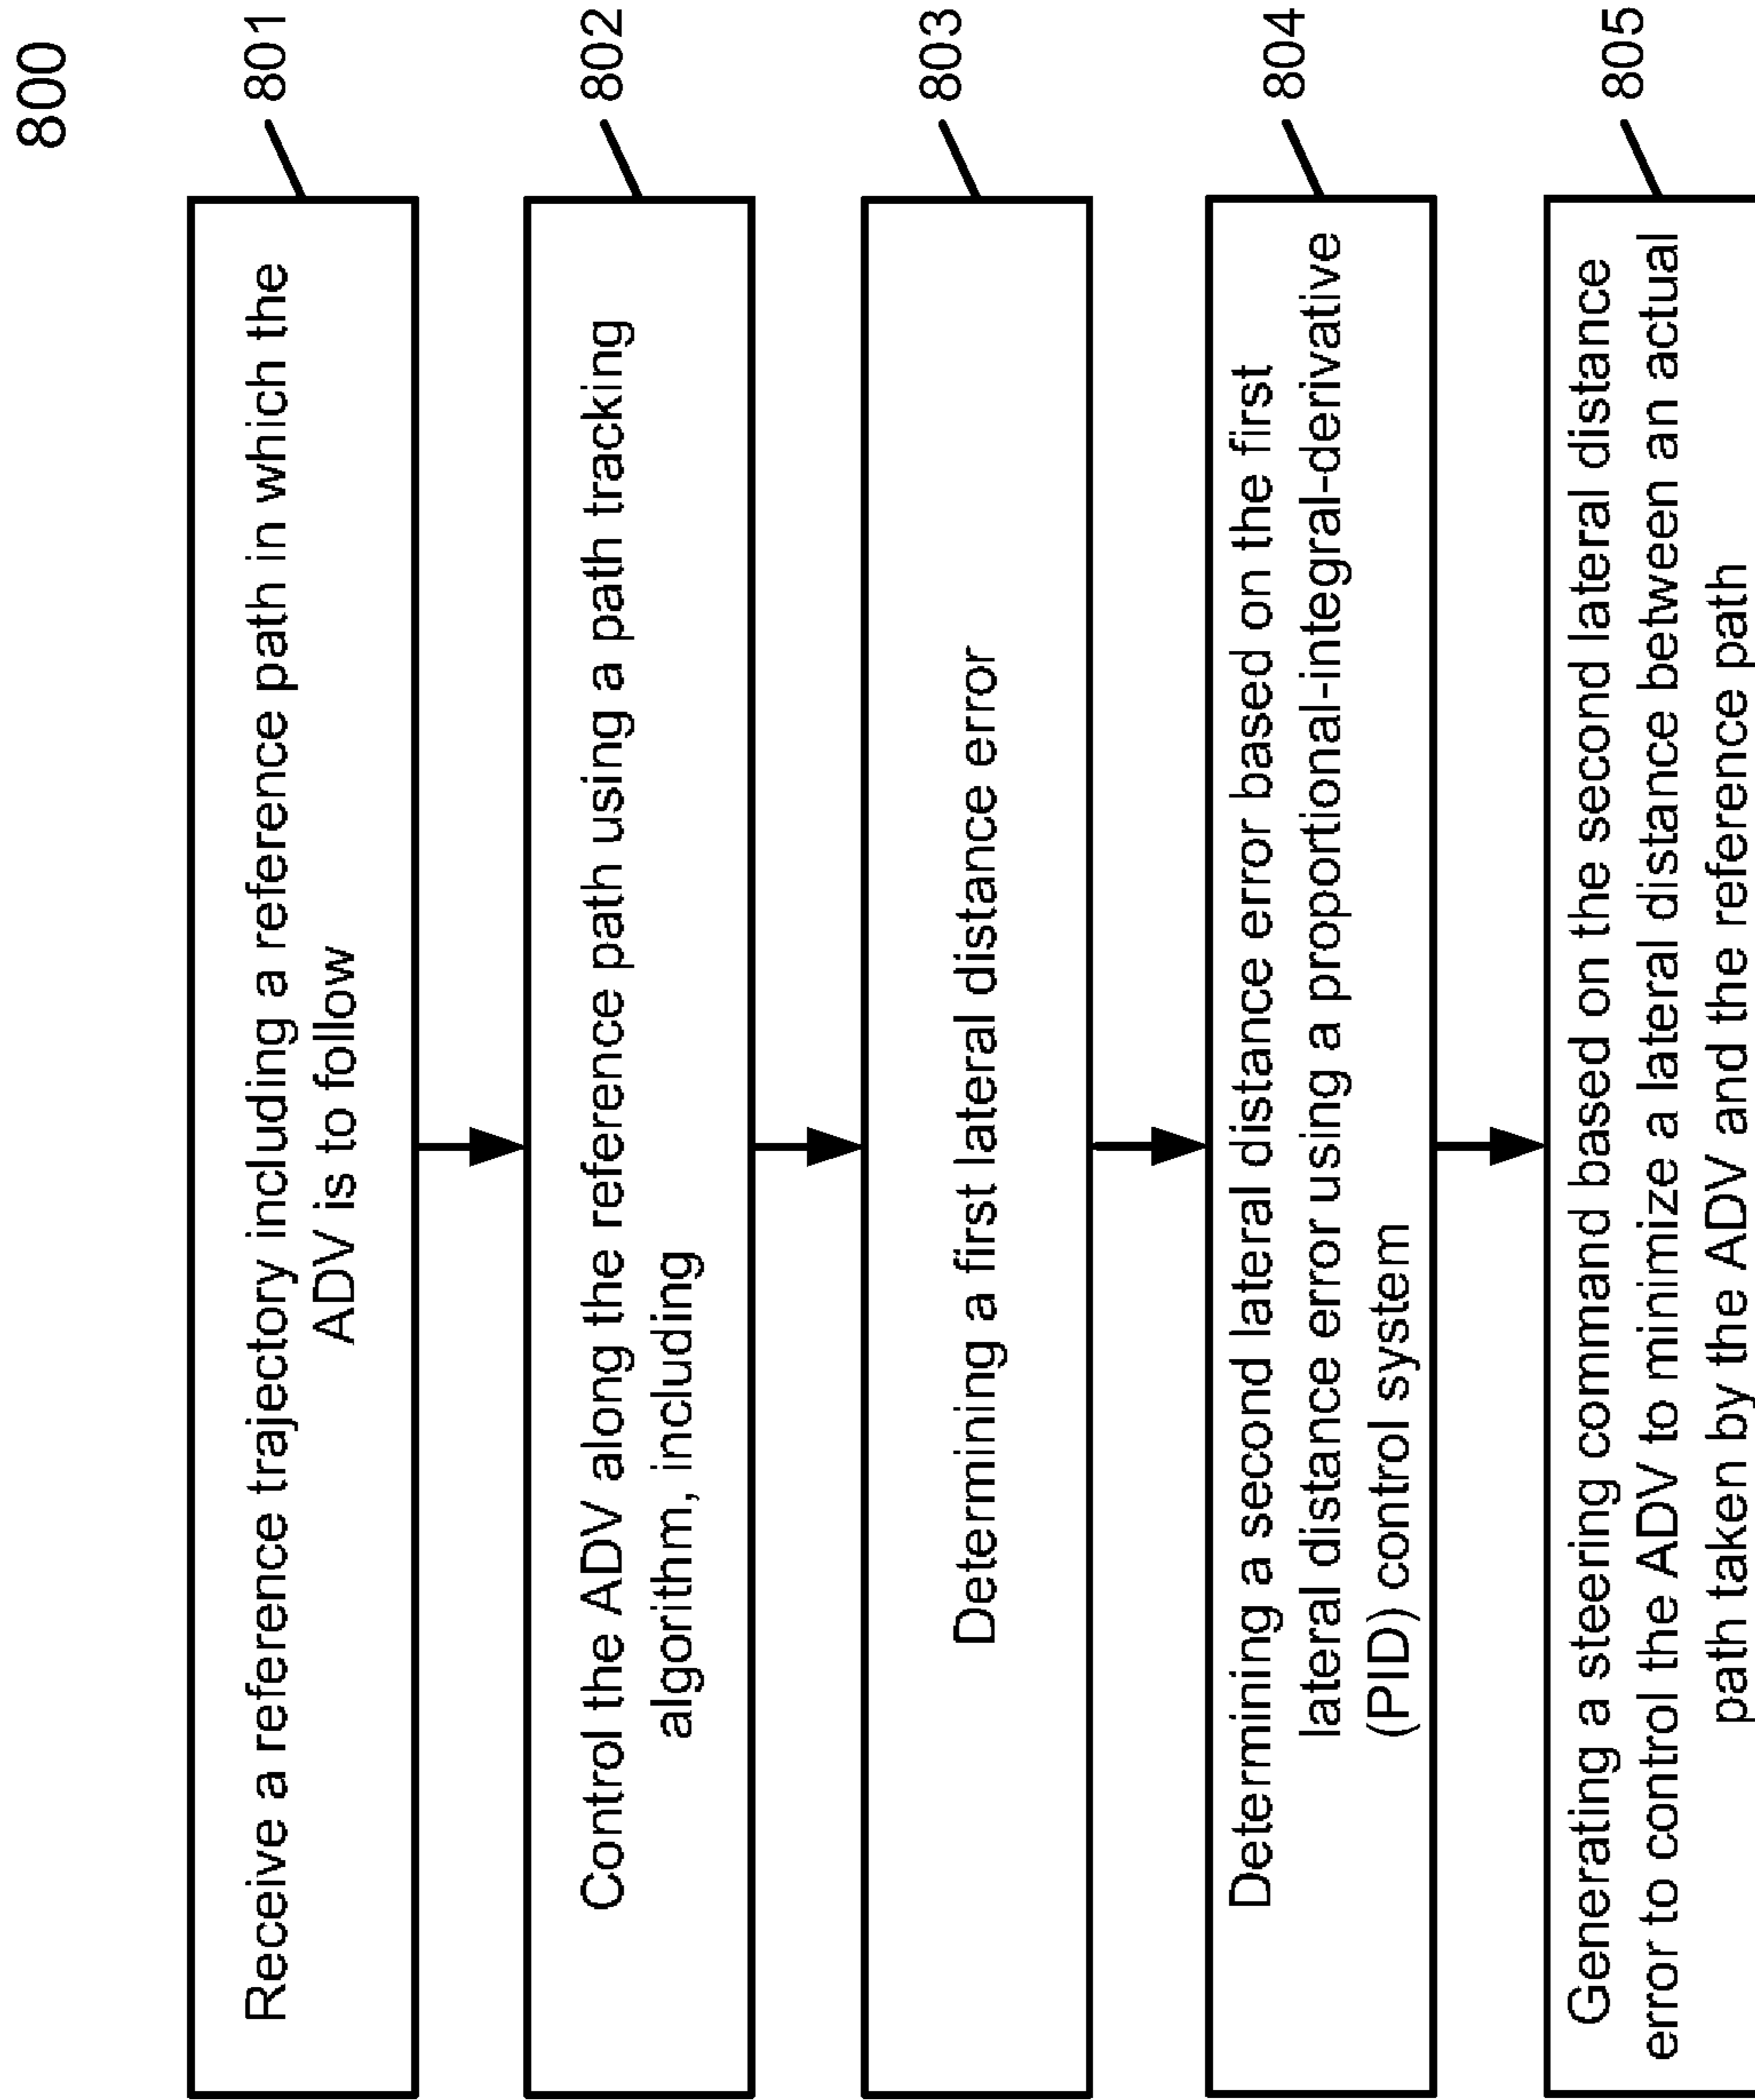 800
Receive a reference trajectory including a reference path in which the
ADV is to follow
801
Control the ADV along the reference path using a path tracking
algorithm, including
802
Determining a first lateral distance error
803
Determining a second lateral distance error based on the first
lateral distance error using a proportional-integral-derivative
(PID) control system
804
Generating a steering command based on the second lateral distance
error to control the ADV to minimize a lateral distance between an actual
path taken by the ADV and the reference path
805